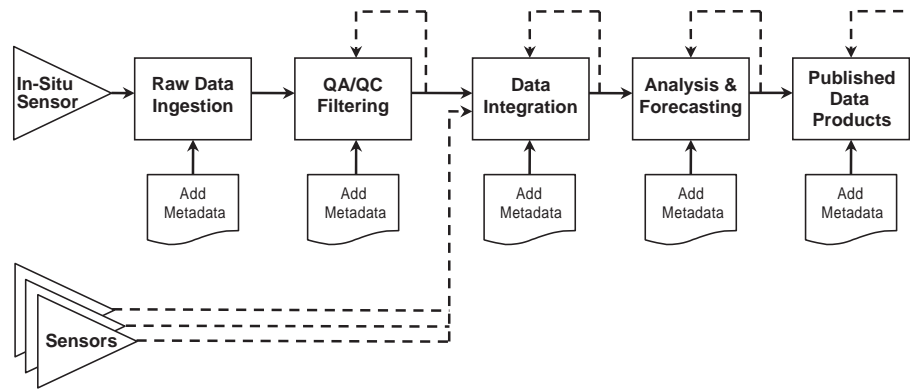 In-Situ
Sensor
Raw Data
Ingestion
QA/QC
Filtering
Data
Integration
Analysis &
Forecasting
Published
Data
Products
Add
Metadata
Add
Metadata
Add
Metadata
Add
Metadata
Add
Metadata
Sensors